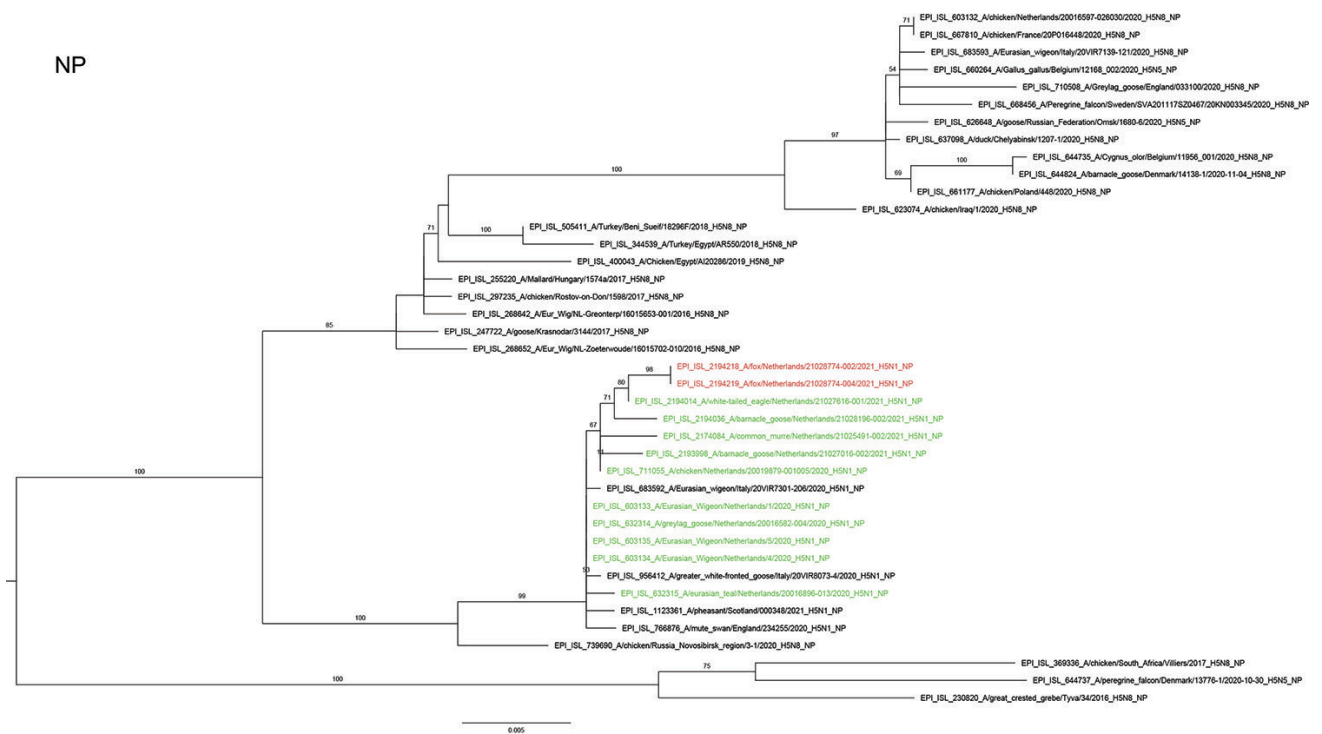 NP
71
EPI_ISL_603132_A/chicken/Netherlands/20016597-026030/2020_H5N8_NP
EPI_ISL_667810_A/chicken/France/20P016448/2020_H5N8_NP
EPI_ISL_683593_A/Eurasian_wigeon/Italy/20VIR7139-121/2020_H5N8_NP
54
EPI_ISL_660264_A/Gallus_gallus/Belgium/12168_002/2020_H5N5_NP
EPI_ISL_710508_A/Greylag_goose/England/033100/2020_H5N8_NP
EPI_ISL_668456_A/Peregrine_falcon/Sweden/SVA201117SZ0467/20KN003345/2020_H5N8_NP
EPI_ISL_626648_A/goose/Russian_Federation/Omsk/1680-6/2020_H5N5_NP
97
EPI_ISL_637098_A/duck/Chelyabinsk/1207-1/2020_H5N8_NP
EPI_ISL_644735_A/Cygnus_olor/Belgium/11956_001/2020_H5N8_NP
100
EPI_ISL_644824_A/barnacle_goose/Denmark/14138-1/2020-11-04_H5N8_NP
69
EPI_ISL_661177_A/chicken/Poland/448/2020_H5N8_NP
100
EPI_ISL_623074_A/chicken/Iraq/1/2020_H5N8_NP
71
EPI_ISL_505411_A/Turkey/Beni_Sueif/18296F/2018_H5N8_NP
100
EPI_ISL_344539_A/Turkey/Egypt/AR550/2018_H5N8_NP
EPI_ISL_400043_A/Chicken/Egypt/AI20286/2019_H5N8_NP
EPI_ISL_255220_A/Mallard/Hungary/1574a/2017_H5N8_NP
EPI_ISL_297235_A/chicken/Rostov-on-Don/1598/2017_H5N8_NP
EPI_ISL_268642_A/Eur_Wig/NL-Greonterp/16015653-001/2016_H5N8_NP
85
EPI_ISL_247722_A/goose/Krasnodar/3144/2017_H5N8_NP
EPI_ISL_268652_A/Eur_Wig/NL-Zoeterwoude/16015702-010/2016_H5N8_NP
98
EPI_ISL_2194218_A/fox/Netherlands/21028774-002/2021_H5N1_NP
80
EPI_ISL_2194219_A/fox/Netherlands/21028774-004/2021_H5N1_NP
71
EPI_ISL_2194014_A/white-tailed_eagle/Netherlands/21027616-001/2021_H5N1_NP
EPI_ISL_2194036_A/barnacle_goose/Netherlands/21028196-002/2021_H5N1_NP
67
EPI_ISL_2174084_A/common_murre/Netherlands/21025491-002/2021_H5N1_NP
EPI_ISL_2193998_A/barnacle_goose/Netherlands/21027016-002/2021_H5N1_NP
EPI_ISL_711055_A/chicken/Netherlands/20019879-001005/2020_H5N1_NP
100
EPI_ISL_683592_A/Eurasian_wigeon/Italy/20VIR7301-206/2020_H5N1_NP
EPI_ISL_603133_A/Eurasian_Wigeon/Netherlands/1/2020_H5N1_NP
EPI_ISL_632314_A/greylag_goose/Netherlands/20016582-004/2020_H5N1_NP
EPI_ISL_603135_A/Eurasian_Wigeon/Netherlands/5/2020_H5N1_NP
EPI_ISL_603134_A/Eurasian_Wigeon/Netherlands/4/2020_H5N1_NP
53
EPI_ISL_956412_A/greater_white-fronted_goose/Italy/20VIR8073-4/2020_H5N1_NP
99
EPI_ISL_632315_A/eurasian_teal/Netherlands/20016896-013/2020_H5N1_NP
EPI_ISL_1123361_A/pheasant/Scotland/000348/2021_H5N1_NP
100
EPI_ISL_766876_A/mute_swan/England/234255/2020_H5N1_NP
EPI_ISL_739690_A/chicken/Russia_Novosibirsk_region/3-1/2020_H5N8_NP
75
EPI_ISL_369336_A/chicken/South_Africa/Villiers/2017_H5N8_NP
100
EPI_ISL_644737_A/peregrine_falcon/Denmark/13776-1/2020-10-30_H5N5_NP
EPI_ISL_230820_A/great_crested_grebe/Tyva/34/2016_H5N8_NP
0.005